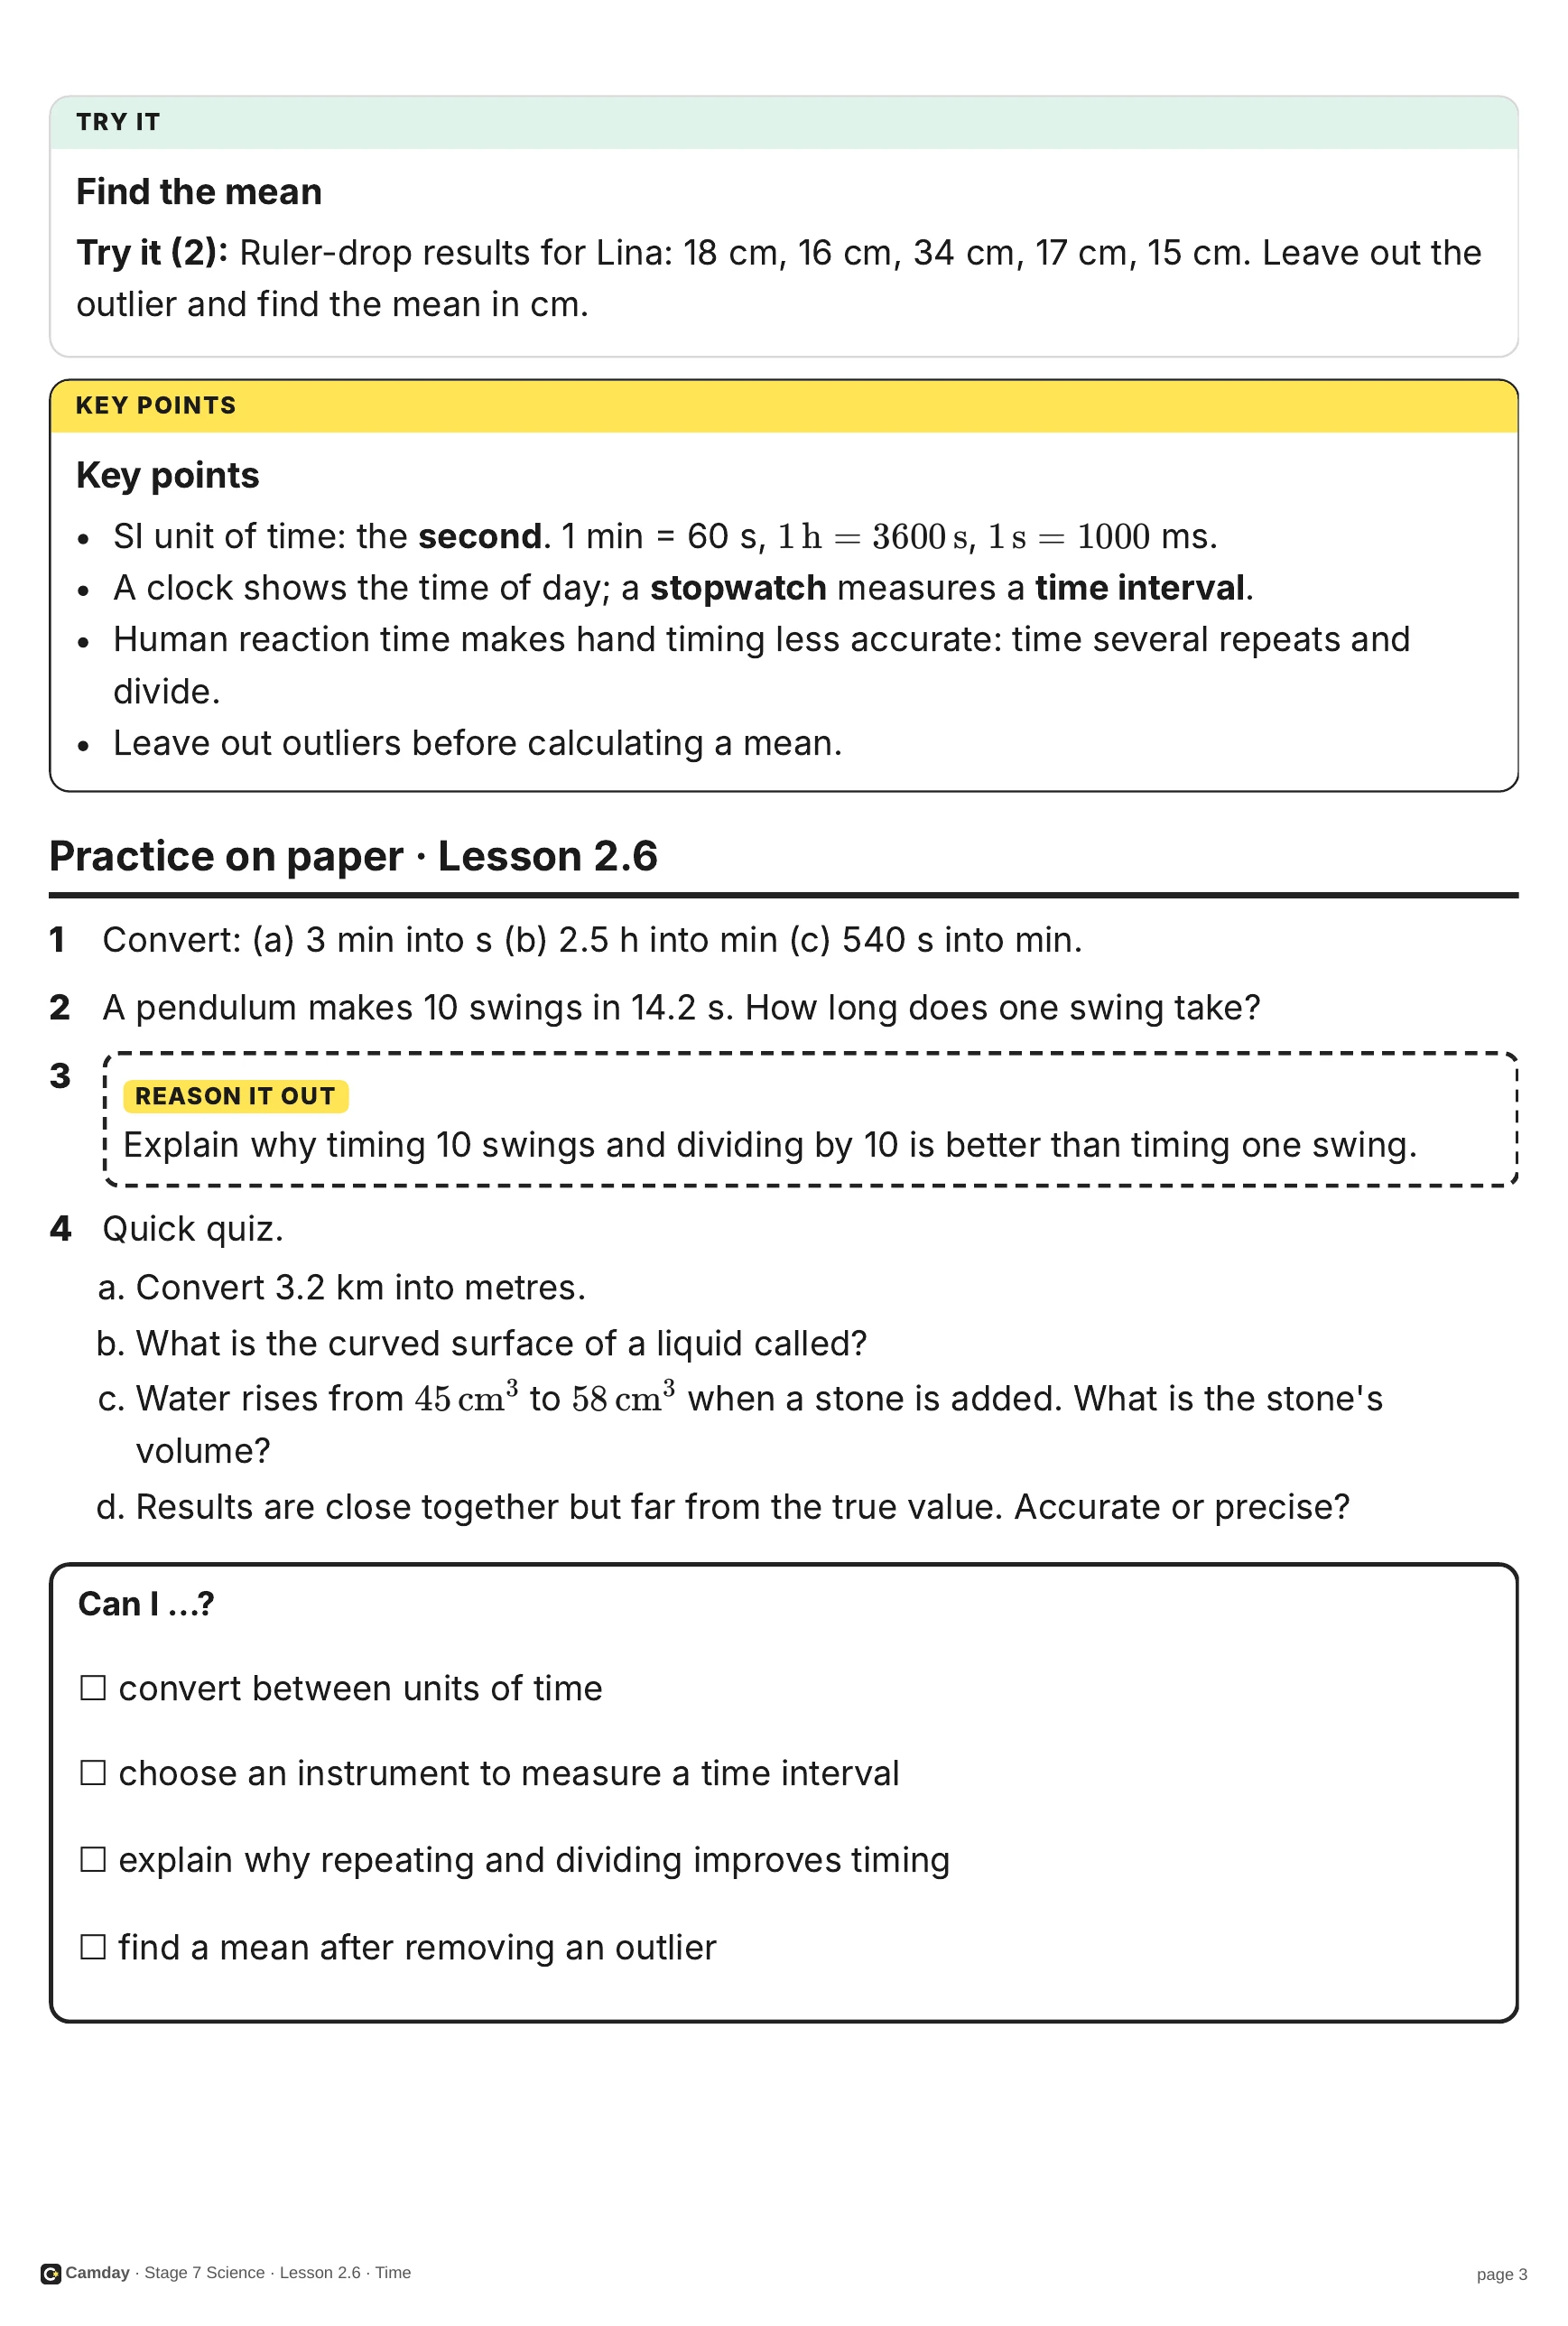 TRY IT
Find the mean
Try it (2): Ruler-drop results for Lina: 18 cm, 16 cm, 34 cm, 17 cm, 15 cm. Leave out the
outlier and find the mean in cm.
KEY POINTS
Key points
• SI unit of time: the second. 1 min = 60 s, 1 h = 3600 s, 1 s = 1000 ms.
• A clock shows the time of day; a stopwatch measures a time interval.
• Human reaction time makes hand timing less accurate: time several repeats and
divide.
• Leave out outliers before calculating a mean.
Practice on paper · Lesson 2.6
1 Convert: (a) 3 min into s (b) 2.5 h into min (c) 540 s into min.
2 A pendulum makes 10 swings in 14.2 s. How long does one swing take?
3 REASON IT OUT
Explain why timing 10 swings and dividing by 10 is better than timing one swing.
4 Quick quiz.
a. Convert 3.2 km into metres.
b. What is the curved surface of a liquid called?
c. Water rises from 45 cm³ to 58 cm³ when a stone is added. What is the stone's
volume?
d. Results are close together but far from the true value. Accurate or precise?
Can I …?
☐ convert between units of time
☐ choose an instrument to measure a time interval
☐ explain why repeating and dividing improves timing
☐ find a mean after removing an outlier
Camday · Stage 7 Science · Lesson 2.6 · Time
page 3